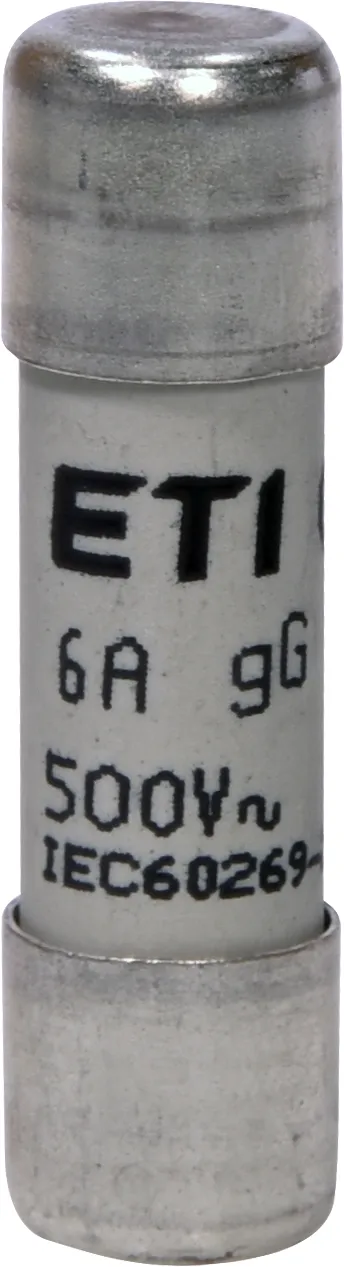 ETI
6A gG
500V~
IEC60269-